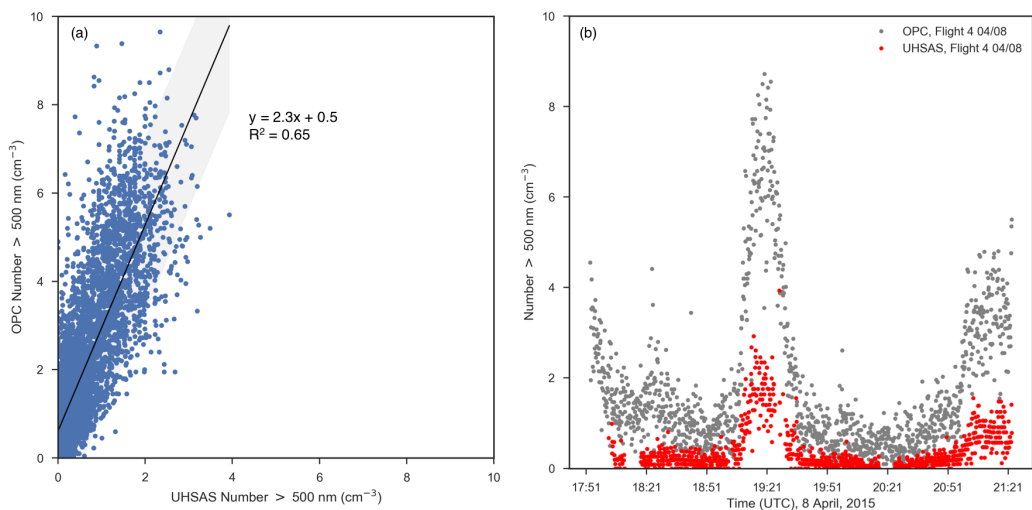 (a)
10
8
6
4
2
0
OPC Number > 500 nm (cm⁻³)
y = 2.3x + 0.5
R² = 0.65
0 2 4 6 8 10
UHSAS Number > 500 nm (cm⁻³)
(b)
OPC, Flight 4 04/08
UHSAS, Flight 4 04/08
10
8
6
4
2
0
Number > 500 nm (cm⁻³)
17:51 18:21 18:51 19:21 19:51 20:21 20:51 21:21
Time (UTC), 8 April, 2015